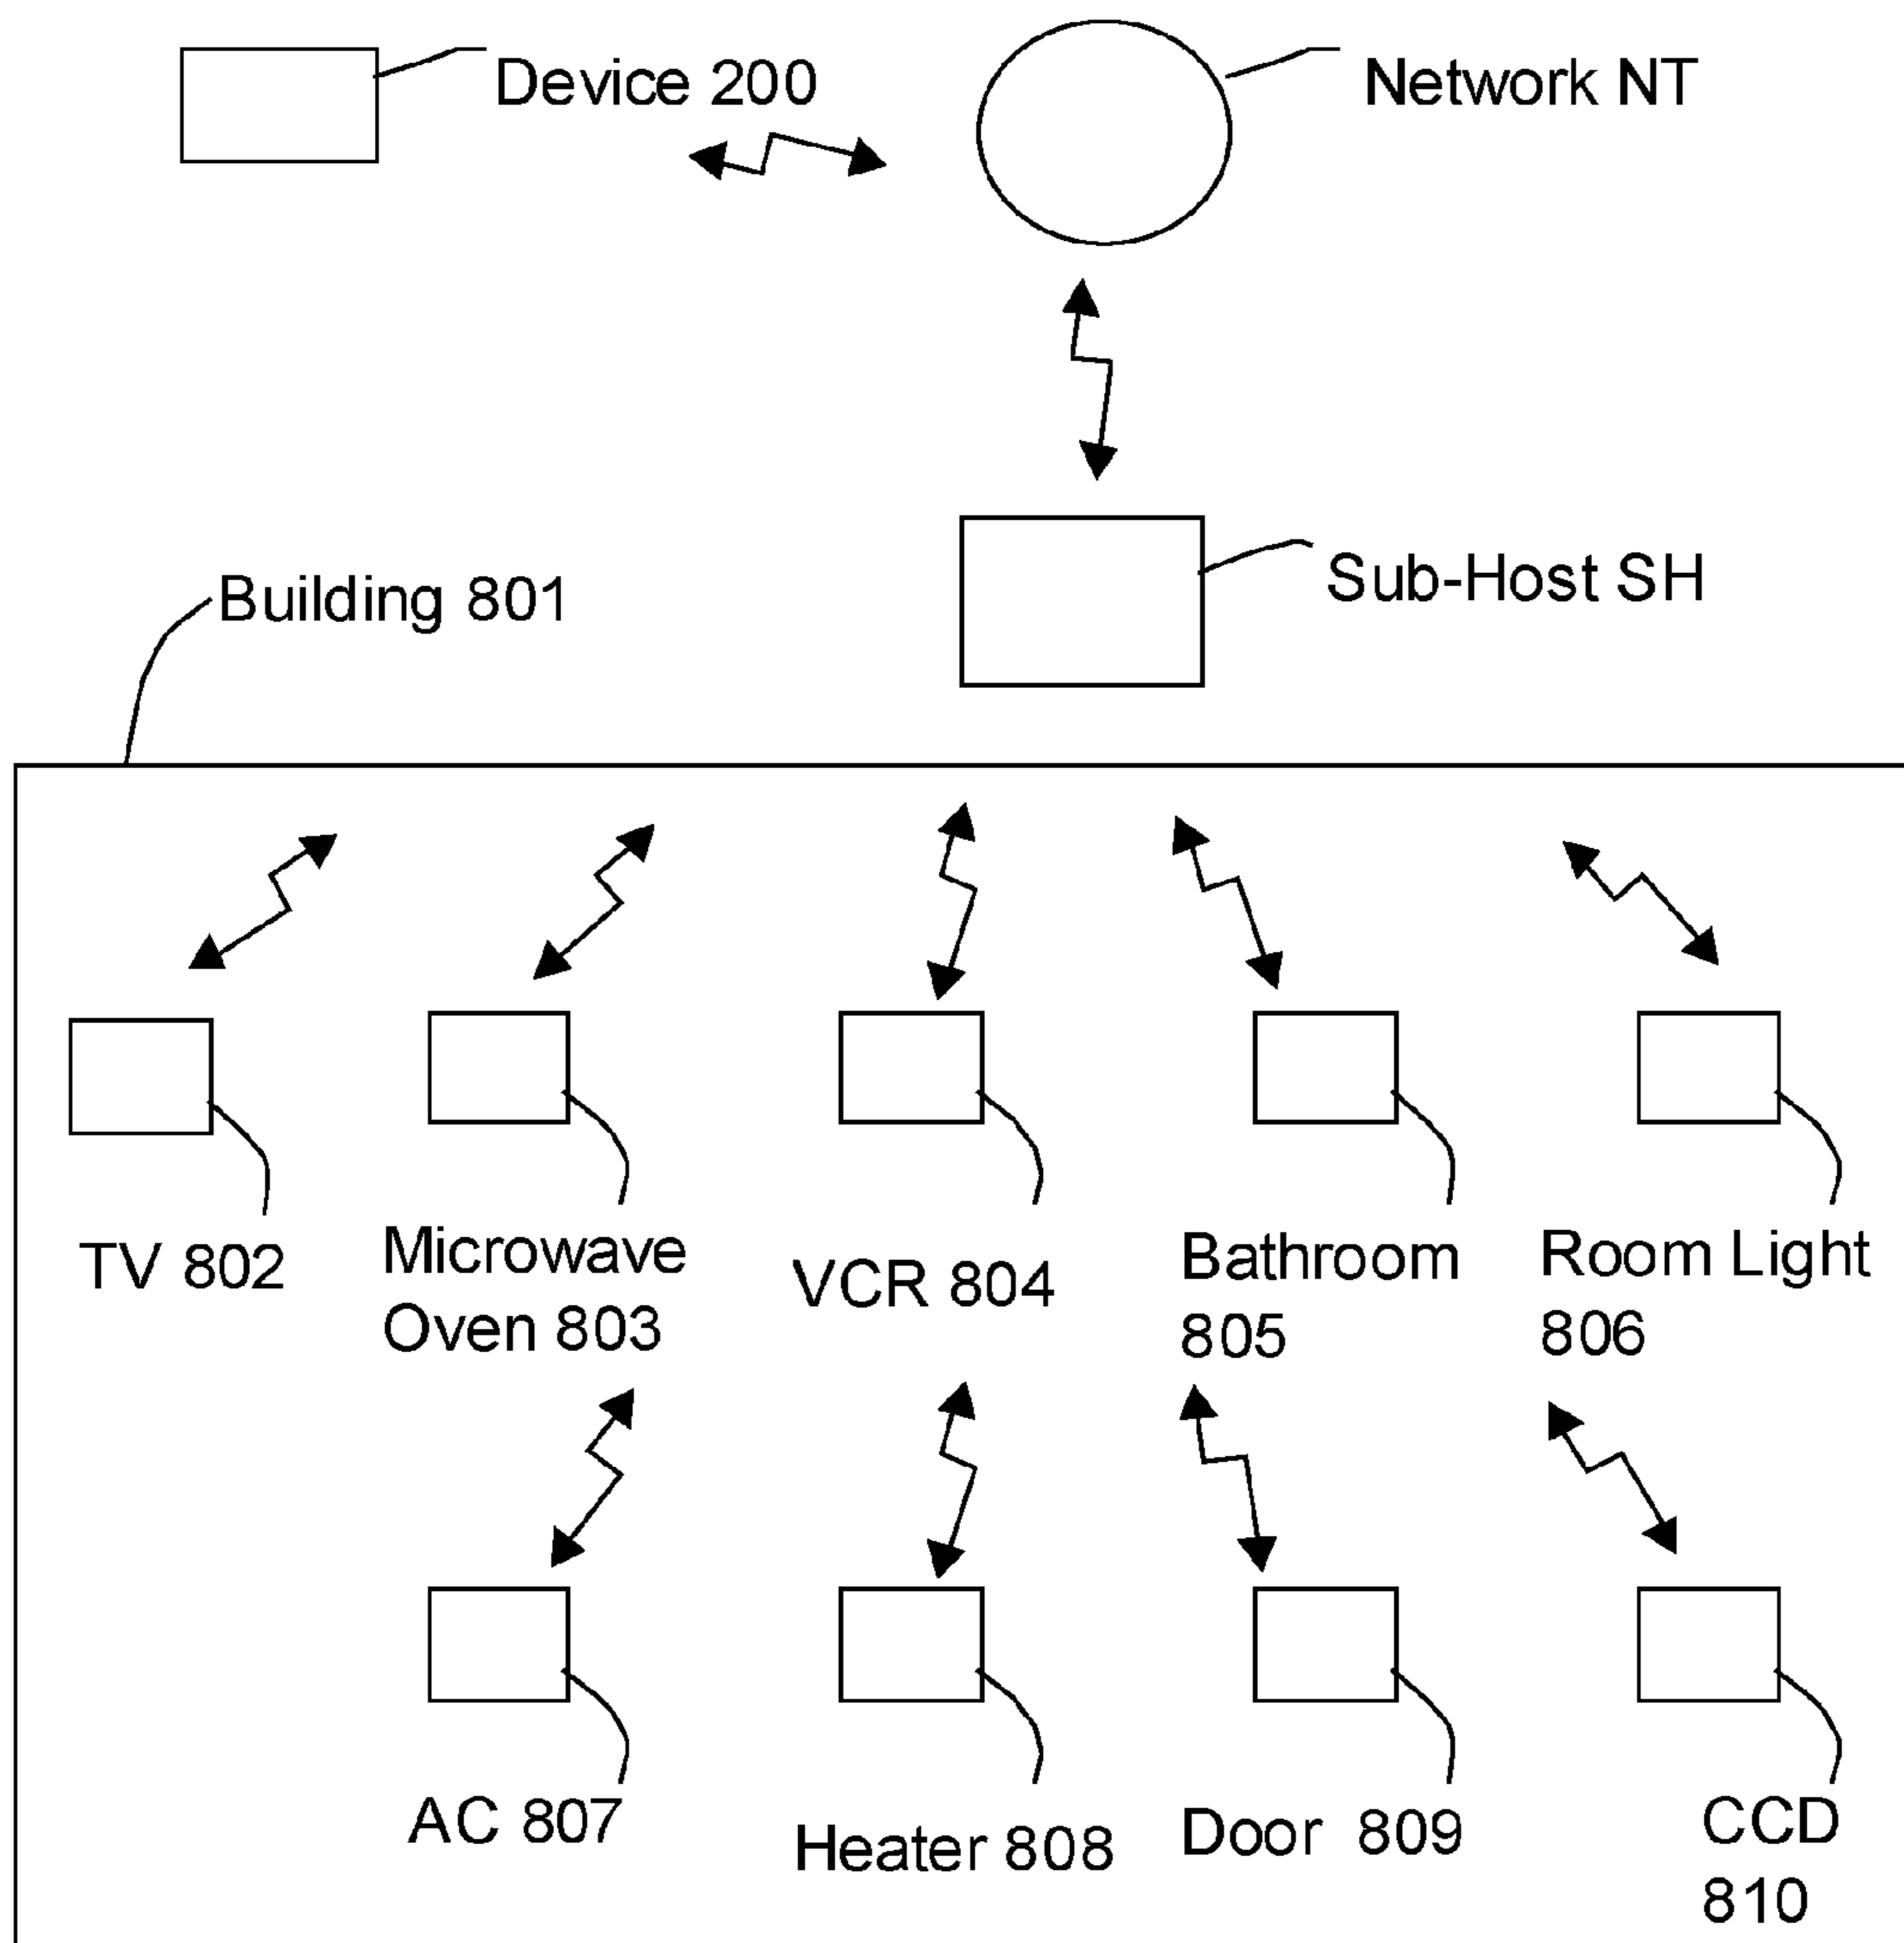 Device 200
Network NT
Sub-Host SH
Building 801
TV 802
Microwave
Oven 803
VCR 804
Bathroom
805
Room Light
806
AC 807
Heater 808
Door 809
CCD
810